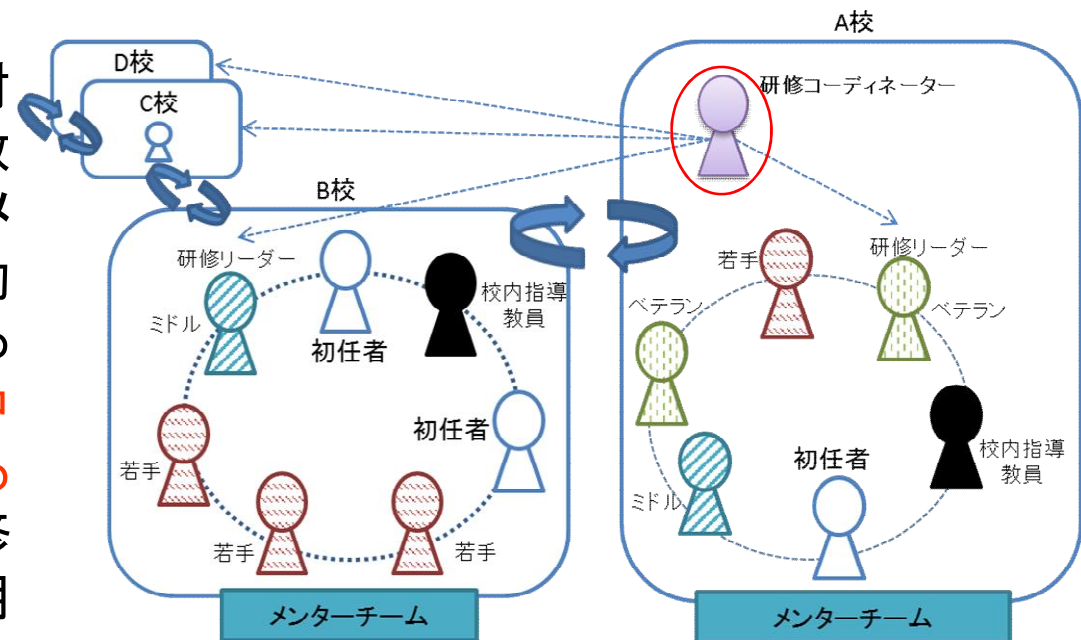 A校
D校
研修コーディネーター
C校
B校
研修リーダー
若手
研修リーダー
校内指導
教員
ベテラン
ベテラン
ミドル
初任者
初任者
初任者
校内指導
教員
若手
ミドル
若手
若手
メンターチーム
メンターチーム